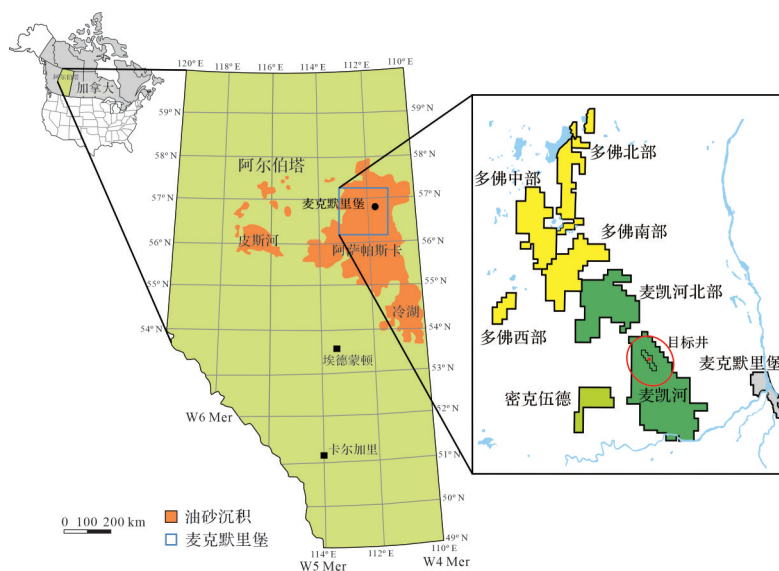 阿尔伯塔
加拿大
120° E
118° E
116° E
114° E
112° E
110° E
59° N
58° N
57° N
56° N
55° N
54° N
59° N
58° N
57° N
56° N
55° N
54° N
53° N
52° N
51° N
50° N
49° N
阿尔伯塔
麦克默里堡
皮斯河
阿萨帕斯卡
冷湖
埃德蒙顿
卡尔加里
W6 Mer
114° E
112° E
110° E
W5 Mer
W4 Mer
0 100 200 km
油砂沉积
麦克默里堡
多佛北部
多佛中部
多佛南部
麦凯河北部
多佛西部
目标井
麦克默里堡
密克伍德
麦凯河